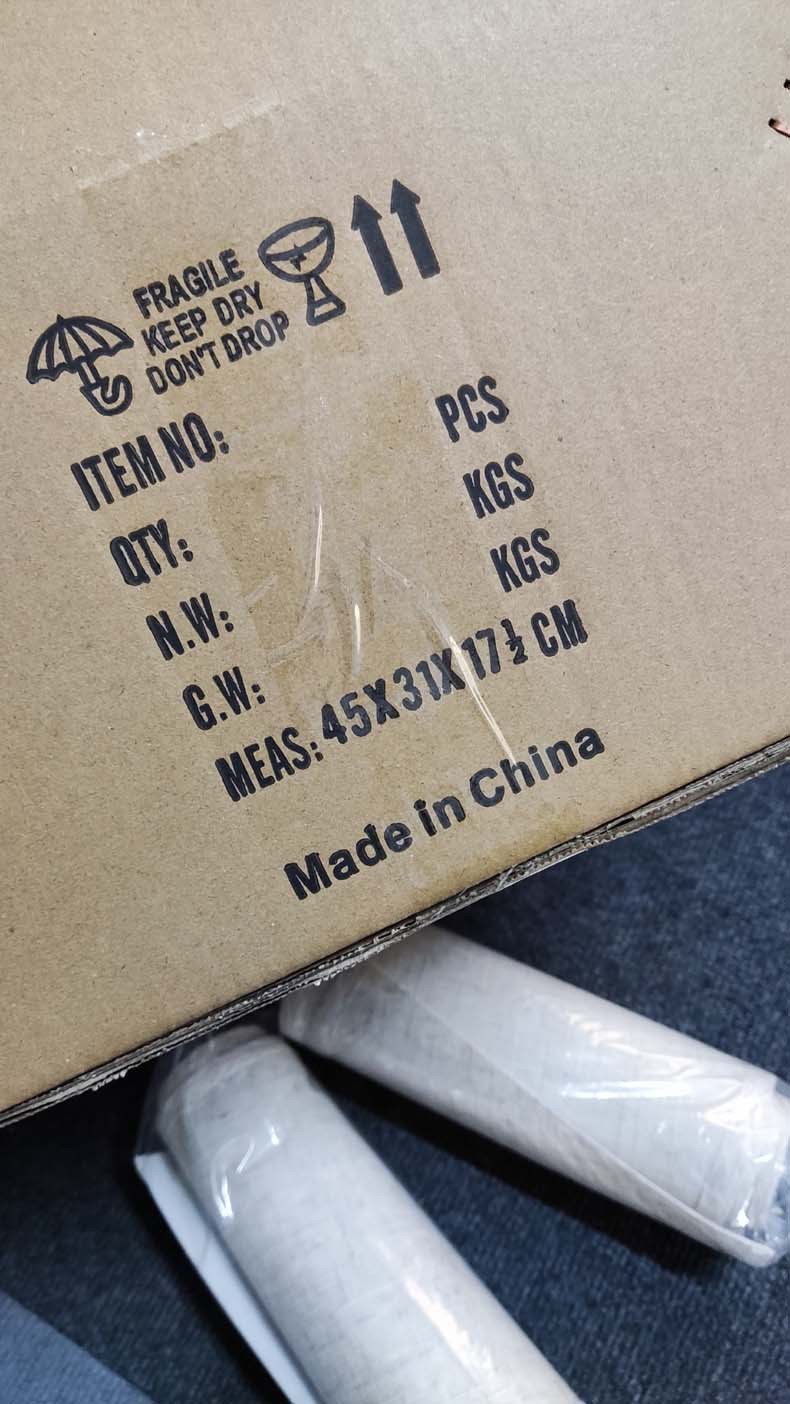 FRAGILE
KEEP DRY
DON'T DROP
ITEM NO:
QTY: PCS
N.W: KGS
G.W: KGS
MEAS: 45X31X17½ CM
Made in China